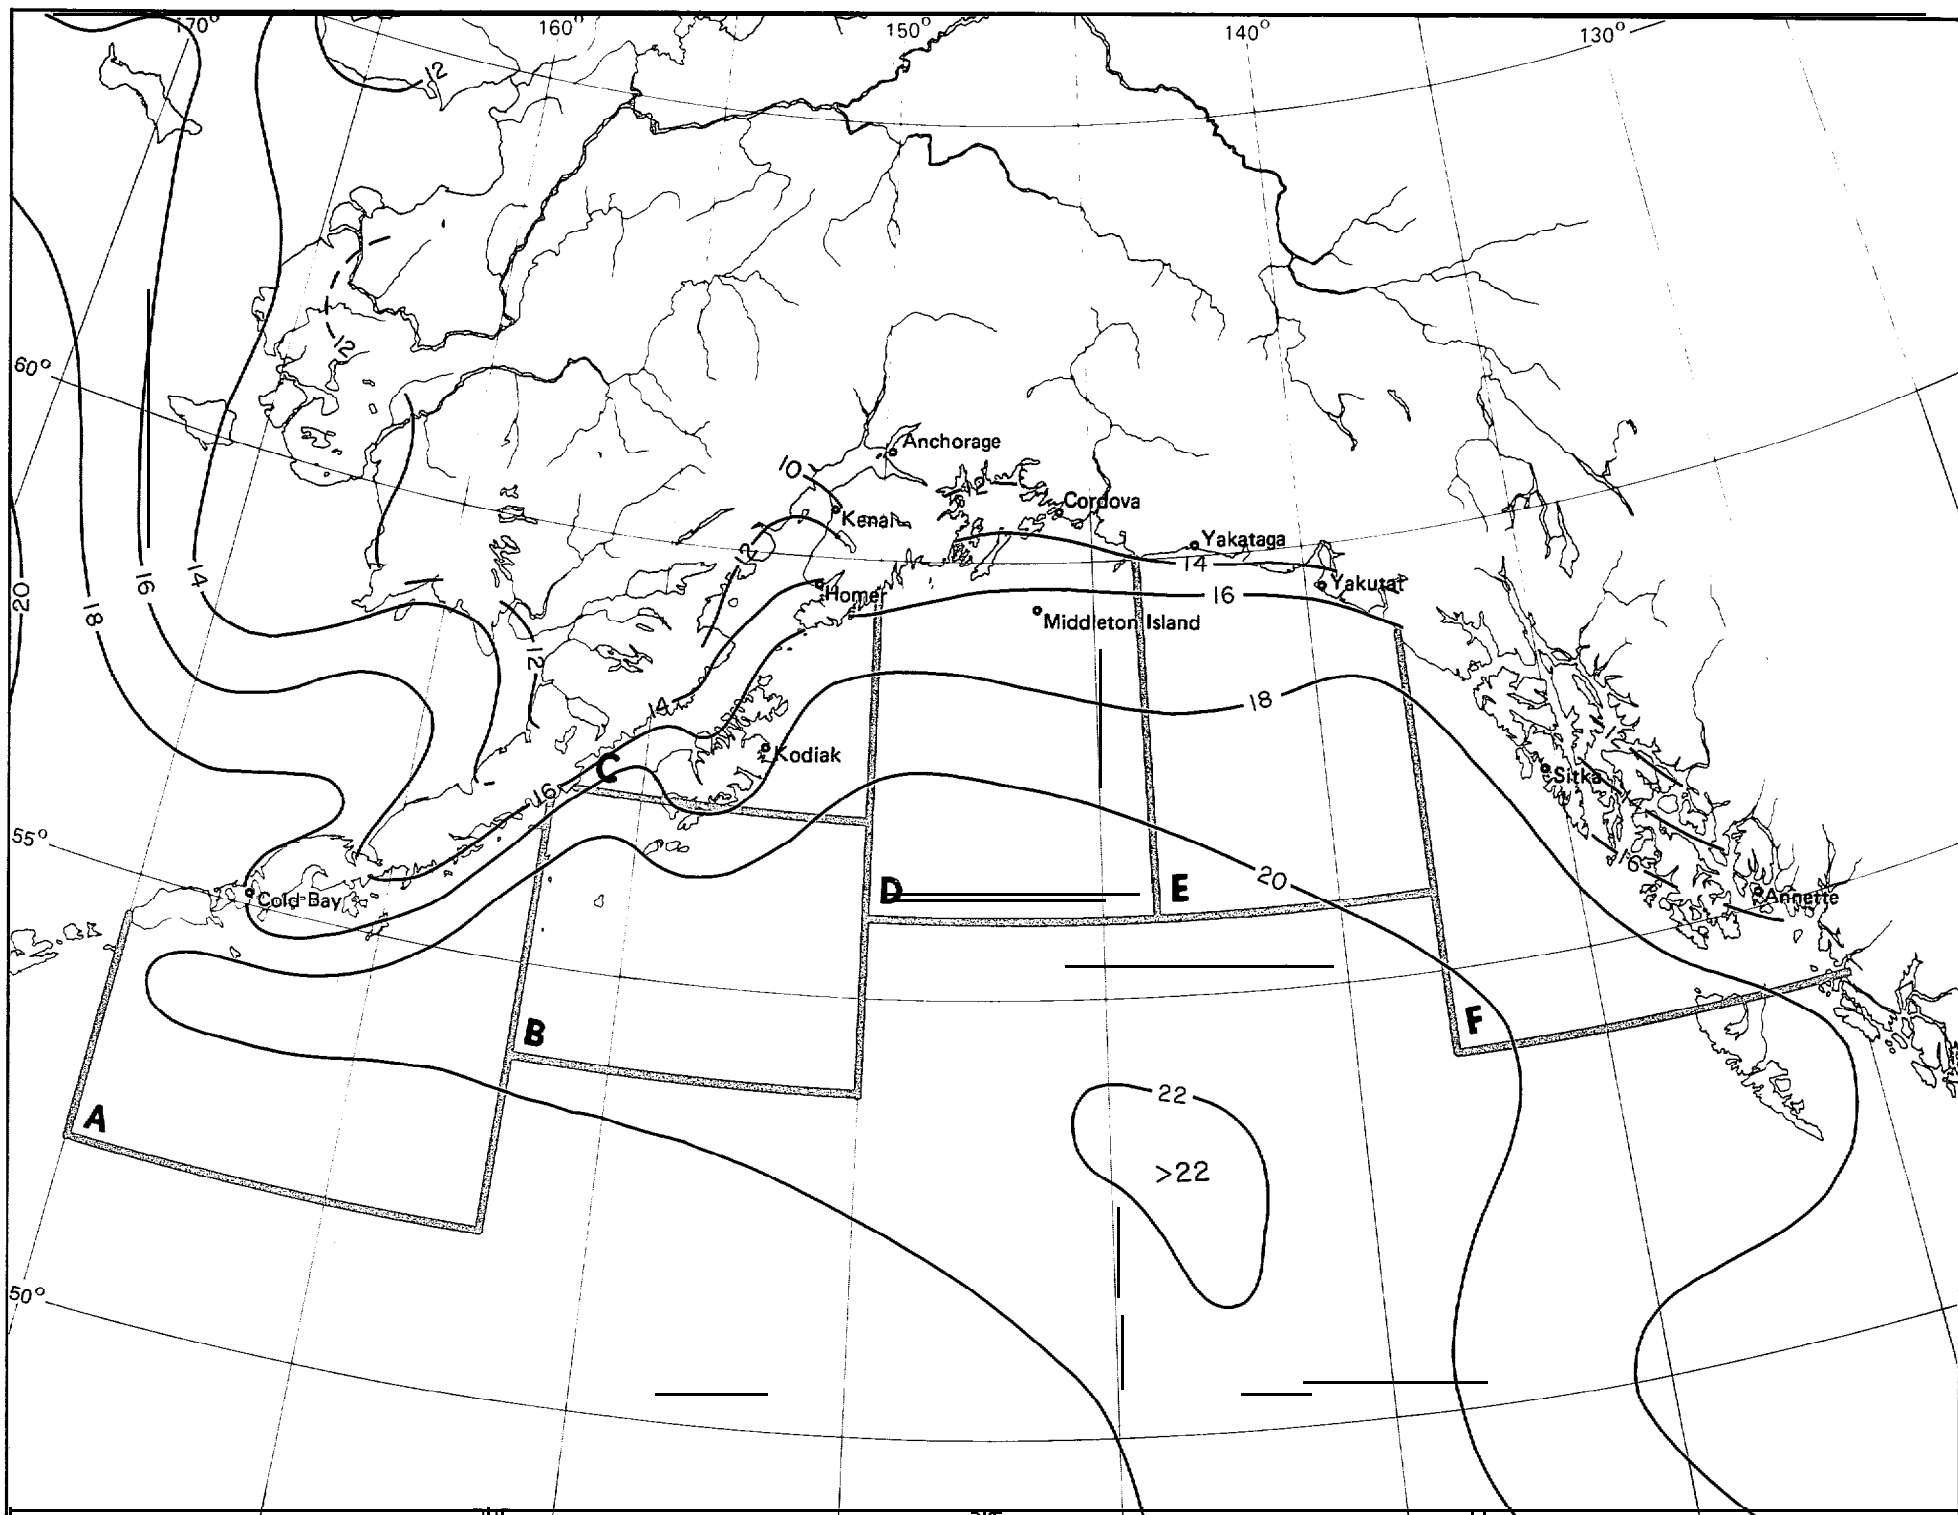 170° 160° 150° 140° 130°
12
12
60°
Anchorage
10
Kenai
Cordova
Yakataga
12
14
20
18
16
14
Homer
Yakutat
16
Middleton Island
12
14
18
Kodiak
C
16
Sitka
55°
16
20
Cold Bay
D
E
Annette
B
F
A
22
>22
50°